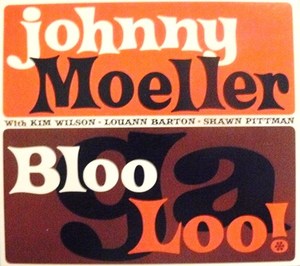 johnny
Moeller
With KIM WILSON · LOUANN BARTON · SHAWN PITTMAN
Bloo
ga
Loo!